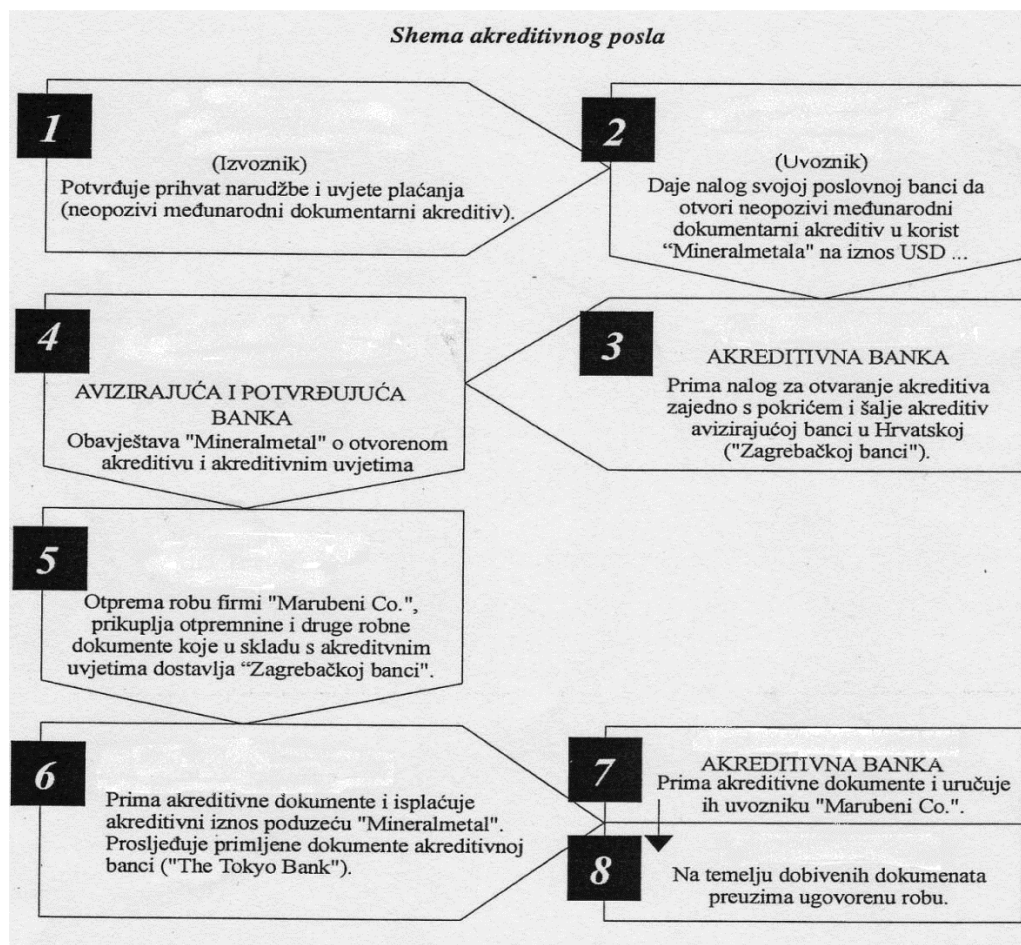 Shema akreditivnog posla
1
(Izvoznik)
Potvrđuje prihvat narudžbe i uvjete plaćanja
(neopozivi međunarodni dokumentarni akreditiv).
2
(Uvoznik)
Daje nalog svojoj poslovnoj banci da
otvori neopozivi međunarodni
dokumentarni akreditiv u korist
“Mineralmetala” na iznos USD ...
3
AKREDITIVNA BANKA
Prima nalog za otvaranje akreditiva
zajedno s pokrićem i šalje akreditiv
avizirajućoj banci u Hrvatskoj
("Zagrebačkoj banci").
4
AVIZIRAJUĆA I POTVRĐUJUĆA
BANKA
Obavještava "Mineralmetal" o otvorenom
akreditivu i akreditivnim uvjetima
5
Otprema robu firmi "Marubeni Co.",
prikuplja otpremnine i druge robne
dokumente koje u skladu s akreditvnim
uvjetima dostavlja “Zagrebačkoj banci".
6
Prima akreditivne dokumente i isplaćuje
akreditivni iznos poduzeću "Mineralmetal".
Prosljeđuje primljene dokumente akreditivnoj
banci ("The Tokyo Bank").
7
AKREDITIVNA BANKA
Prima akreditivne dokumente i uručuje
ih uvozniku "Marubeni Co.".
8
Na temelju dobivenih dokumenata
preuzima ugovorenu robu.